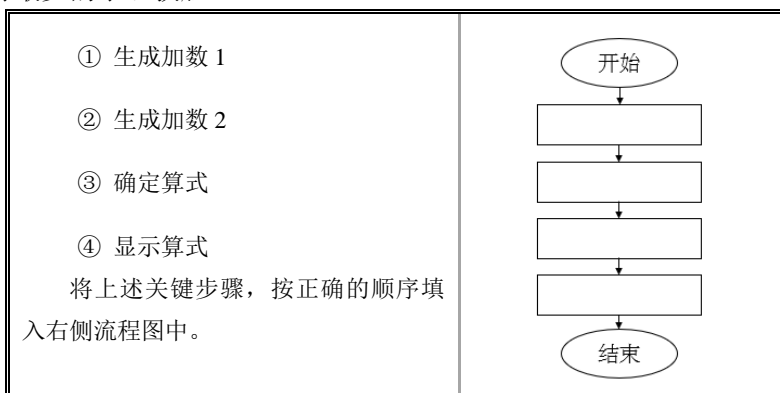 ① 生成加数 1
② 生成加数 2
③ 确定算式
④ 显示算式
将上述关键步骤，按正确的顺序填
入右侧流程图中。
开始
结束